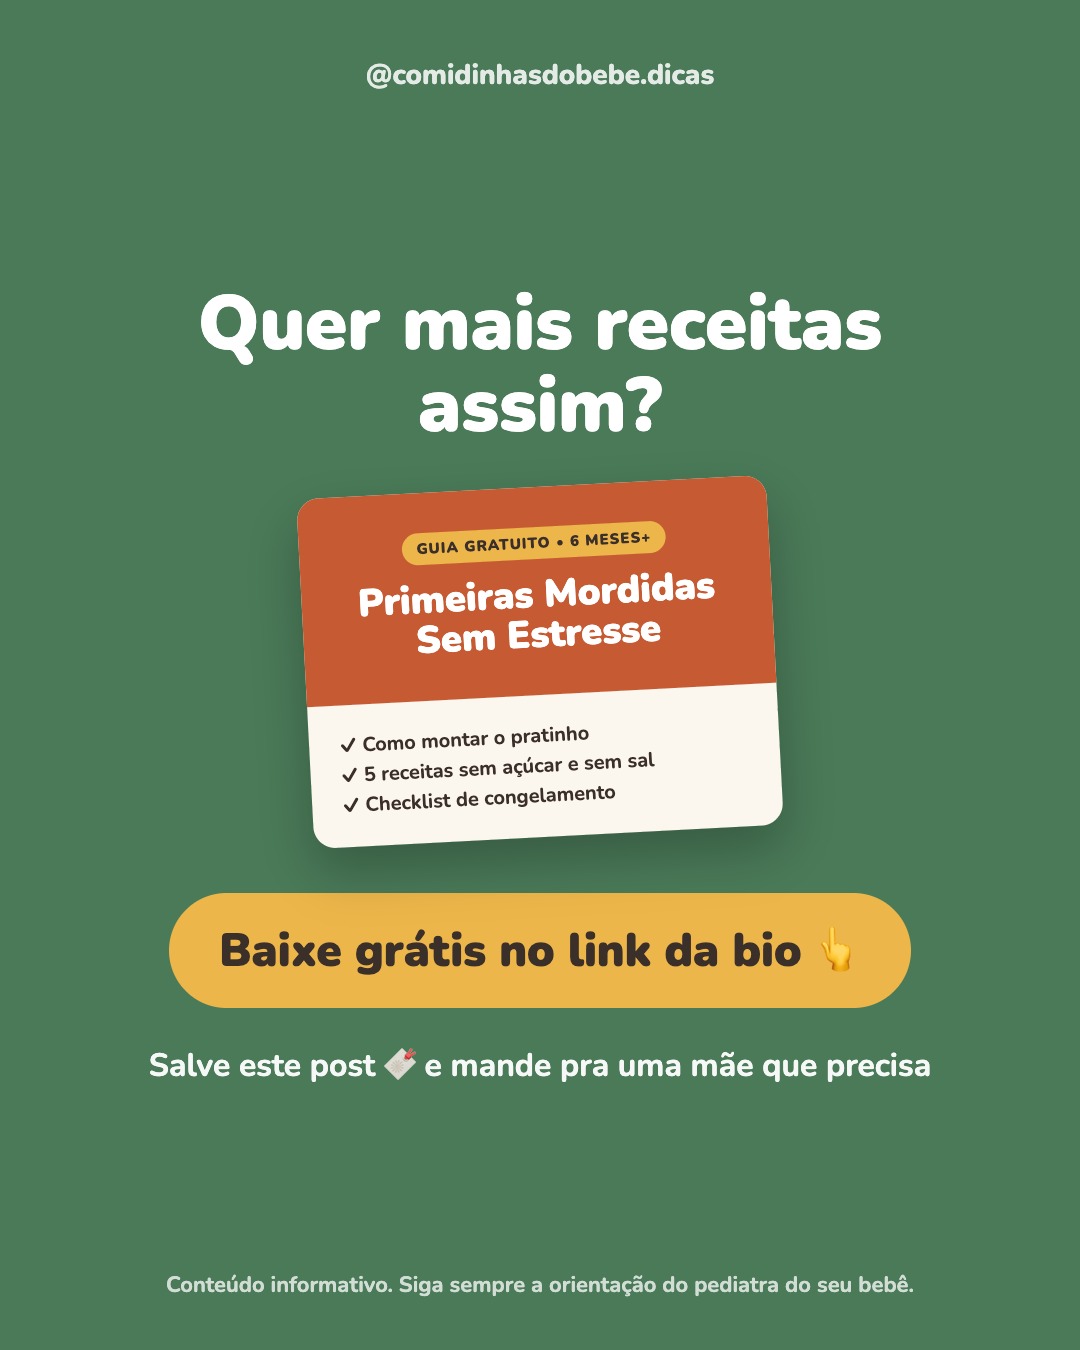 @comidinhasdobebe.dicas
Quer mais receitas
assim?
GUIA GRATUITO • 6 MESES+
Primeiras Mordidas
Sem Estresse
✓ Como montar o pratinho
✓ 5 receitas sem açúcar e sem sal
✓ Checklist de congelamento
Baixe grátis no link da bio 👆
Salve este post 🔖 e mande pra uma mãe que precisa
Conteúdo informativo. Siga sempre a orientação do pediatra do seu bebê.